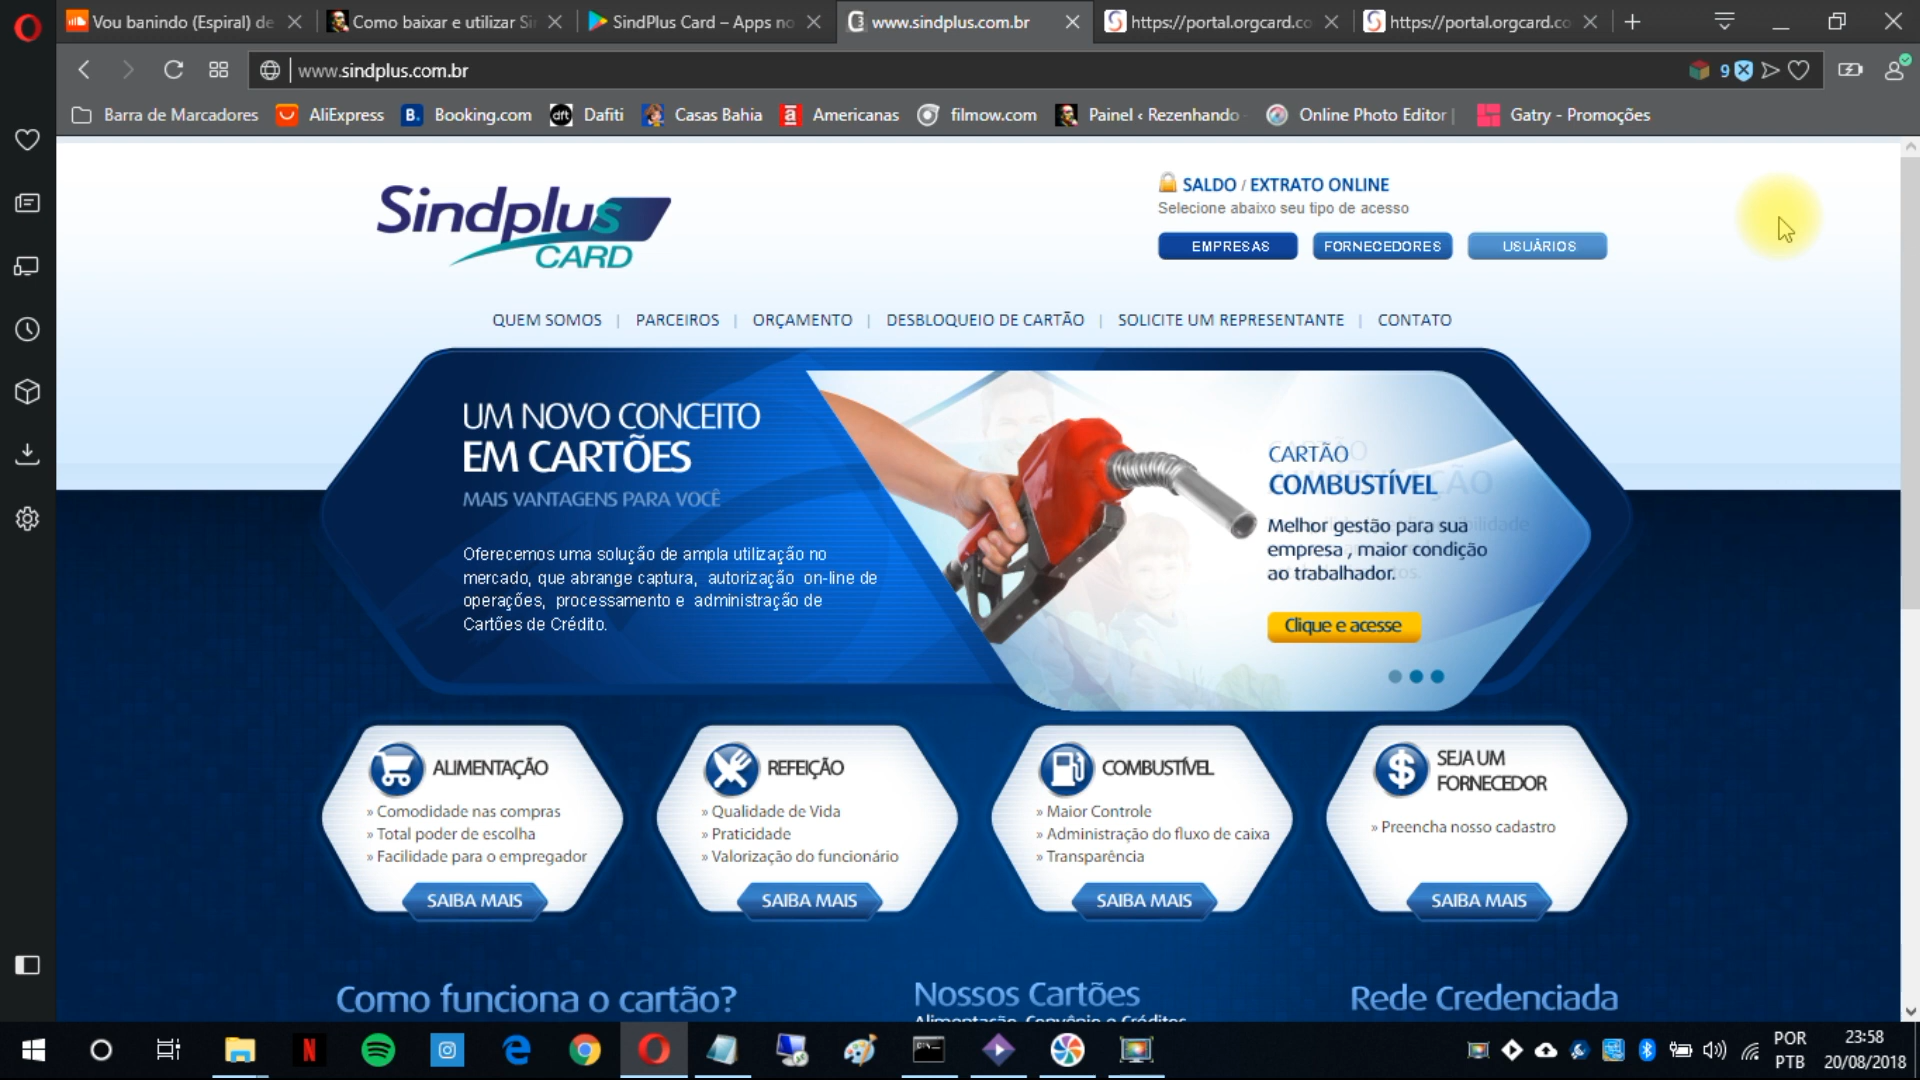 Vou banindo (Espiral) de
Como baixar e utilizar Si
SindPlus Card – Apps no
www.sindplus.com.br
https://portal.orgcard.co
https://portal.orgcard.co
www.sindplus.com.br
9
Barra de Marcadores
AliExpress
B. Booking.com
dft Dafiti
Casas Bahia
a Americanas
filmow.com
Painel ‹ Rezenhando
Online Photo Editor |
Gatry - Promoções
Sindplus
CARD
SALDO / EXTRATO ONLINE
Selecione abaixo seu tipo de acesso
EMPRESAS FORNECEDORES USUÁRIOS
QUEM SOMOS | PARCEIROS | ORÇAMENTO | DESBLOQUEIO DE CARTÃO | SOLICITE UM REPRESENTANTE | CONTATO
UM NOVO CONCEITO
EM CARTÕES
MAIS VANTAGENS PARA VOCÊ
Oferecemos uma solução de ampla utilização no
mercado, que abrange captura, autorização on-line de
operações, processamento e administração de
Cartões de Crédito.
CARTÃO
COMBUSTÍVEL
Melhor gestão para sua
empresa , maior condição
ao trabalhador.
Clique e acesse
ALIMENTAÇÃO
» Comodidade nas compras
» Total poder de escolha
» Facilidade para o empregador
SAIBA MAIS
REFEIÇÃO
» Qualidade de Vida
» Praticidade
» Valorização do funcionário
SAIBA MAIS
COMBUSTÍVEL
» Maior Controle
» Administração do fluxo de caixa
» Transparência
SAIBA MAIS
SEJA UM
FORNECEDOR
» Preencha nosso cadastro
SAIBA MAIS
Como funciona o cartão?
Nossos Cartões
Alimentação, Convênio e Créditos
Rede Credenciada
POR
PTB
23:58
20/08/2018